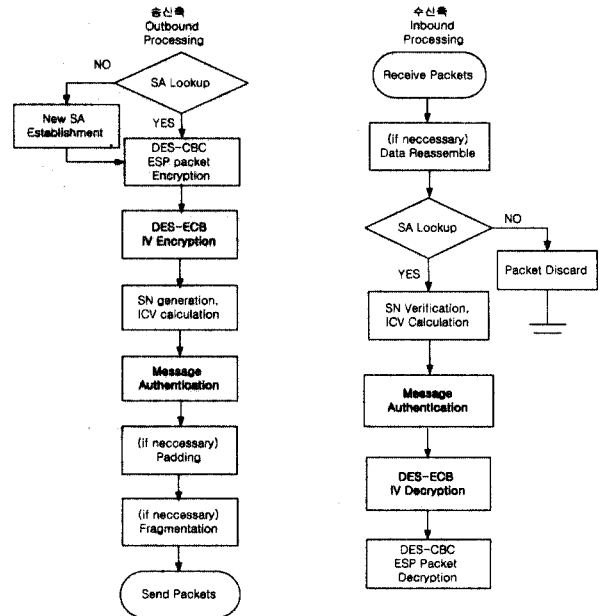 송신측
Outbound
Processing
SA Lookup
NO
New SA
Establishment
YES
DES-CBC
ESP packet
Encryption
DES-ECB
IV Encryption
SN generation,
ICV calculation
Message
Authentication
(if neccessary)
Padding
(if neccessary)
Fragmentation
Send Packets
수신측
Inbound
Processing
Receive Packets
(if neccessary)
Data Reassemble
SA Lookup
NO
Packet Discard
YES
SN Verification,
ICV Calculation
Message
Authentication
DES-ECB
IV Decryption
DES-CBC
ESP Packet
Decryption